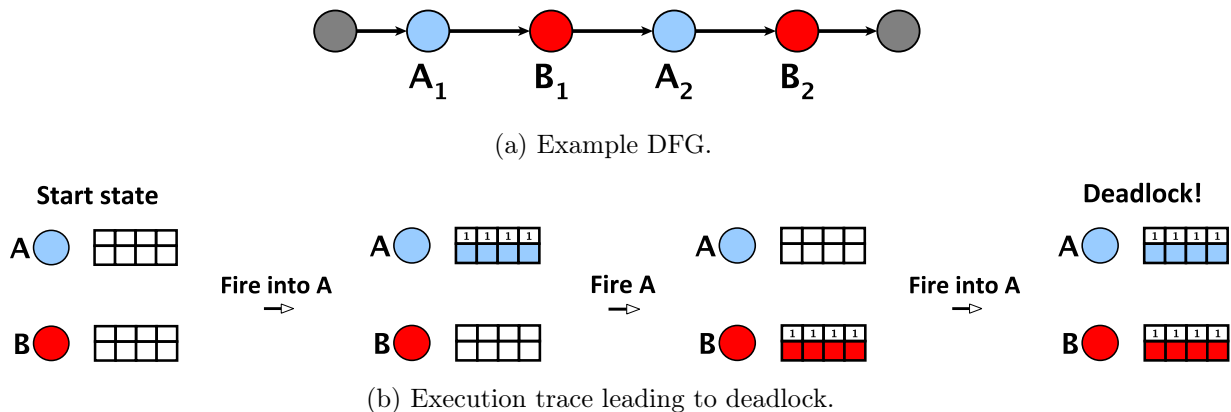 A₁ B₁ A₂ B₂
(a) Example DFG.
Start state
Deadlock!
A
A 1 1 1 1
A
A 1 1 1 1
Fire into A
Fire A
Fire into A
B
B
B 1 1 1 1
B 1 1 1 1
(b) Execution trace leading to deadlock.